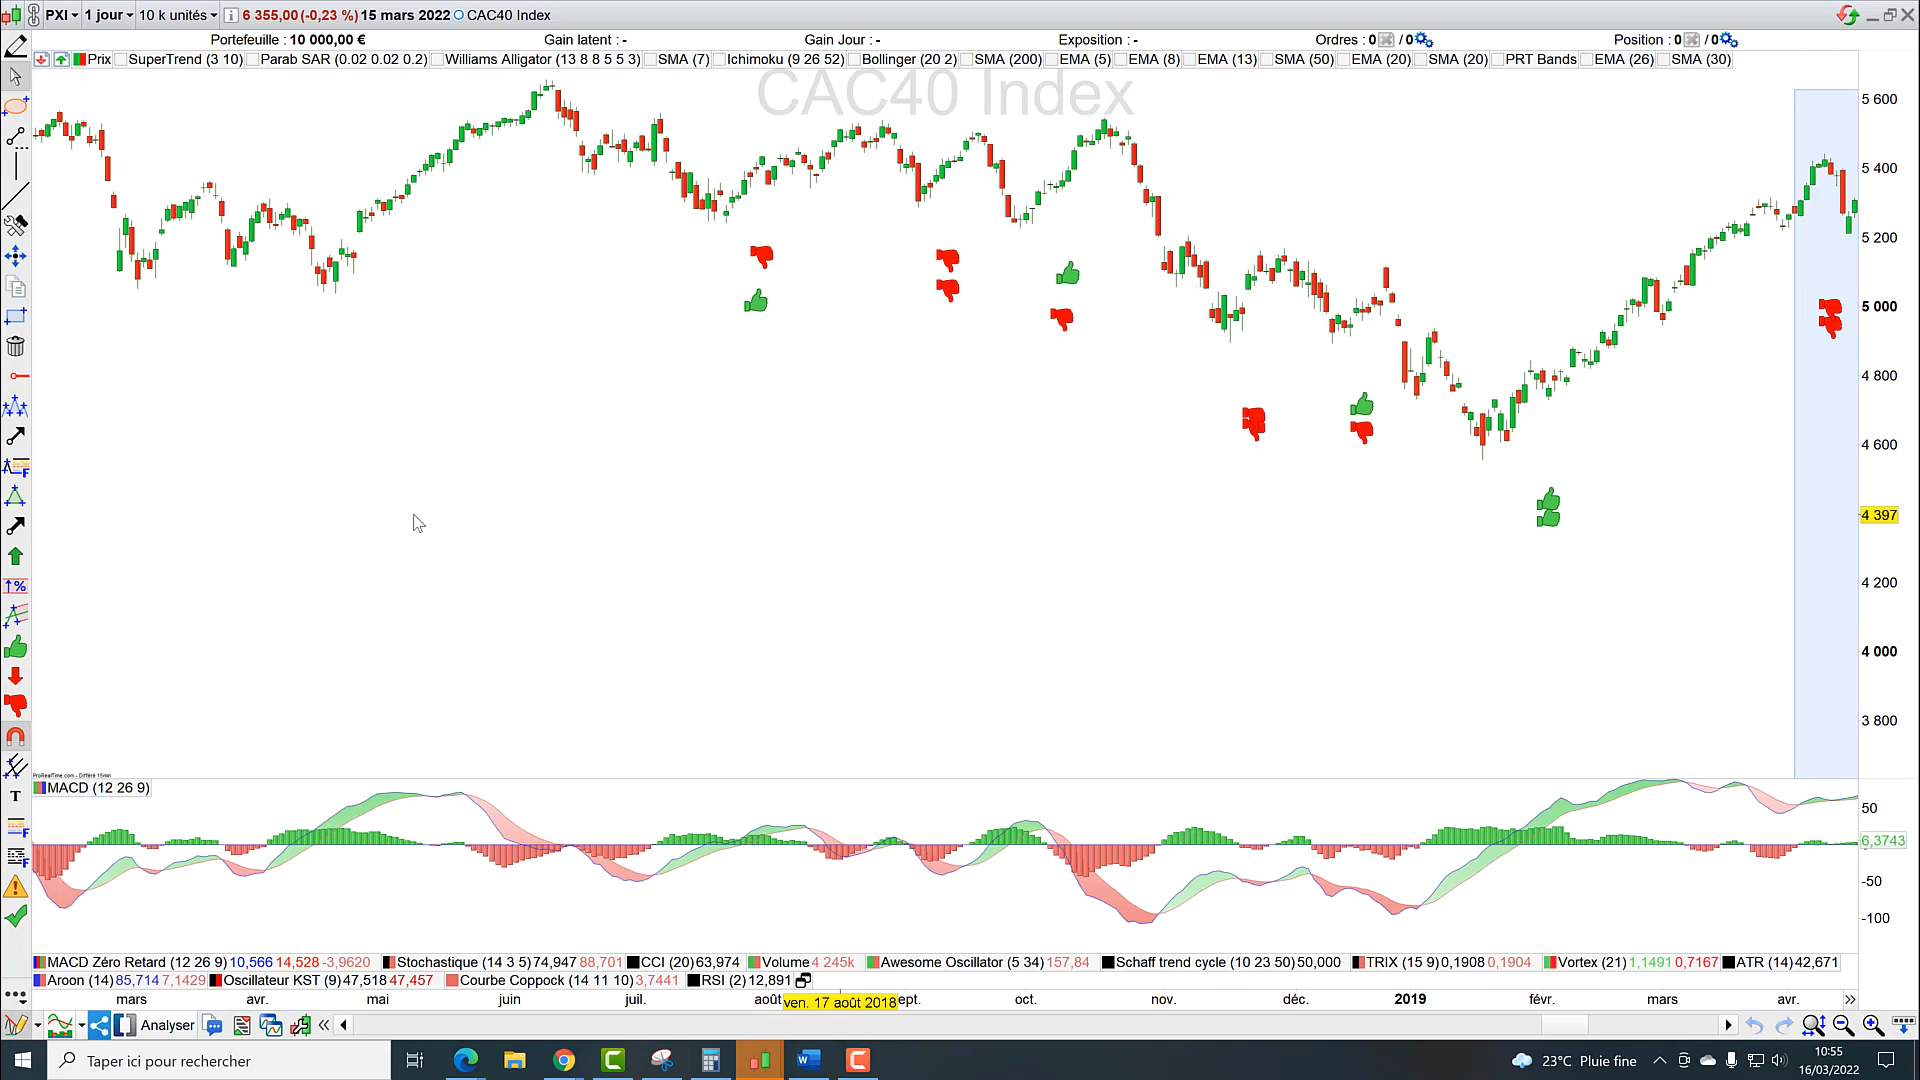 PXI 1 jour 10 k unités 6 355,00 (-0,23 %) 15 mars 2022 CAC40 Index
Portefeuille : 10 000,00 € Gain latent : - Gain Jour : - Exposition : - Ordres : 0 / 0 Position : 0 / 0
Prix SuperTrend (3 10) Parab SAR (0.02 0.02 0.2) Williams Alligator (13 8 8 5 5 3) SMA (7) Ichimoku (9 26 52) Bollinger (20 2) SMA (200) EMA (5) EMA (8) EMA (13) SMA (50) EMA (20) SMA (20) PRT Bands EMA (26) SMA (30)
CAC40 Index
5 600
5 400
5 200
5 000
4 800
4 600
4 397
4 200
4 000
3 800
ProRealTime.com - Différé 15min
MACD (12 26 9)
50
6,3743
-50
-100
MACD Zéro Retard (12 26 9) 10,566 14,528 -3,9620 Stochastique (14 3 5) 74,947 88,701 CCI (20) 63,974 Volume 4 245k Awesome Oscillator (5 34) 157,84 Schaff trend cycle (10 23 50) 50,000 TRIX (15 9) 0,1908 0,1904 Vortex (21) 1,1491 0,7167 ATR (14) 42,671
Aroon (14) 85,714 7,1429 Oscillateur KST (9) 47,518 47,457 Courbe Coppock (14 11 10) 3,7441 RSI (2) 12,891
mars avr. mai juin juil. août ven. 17 août 2018 ept. oct. nov. déc. 2019 févr. mars avr.
Analyser
Taper ici pour rechercher
23°C Pluie fine
10:55
16/03/2022